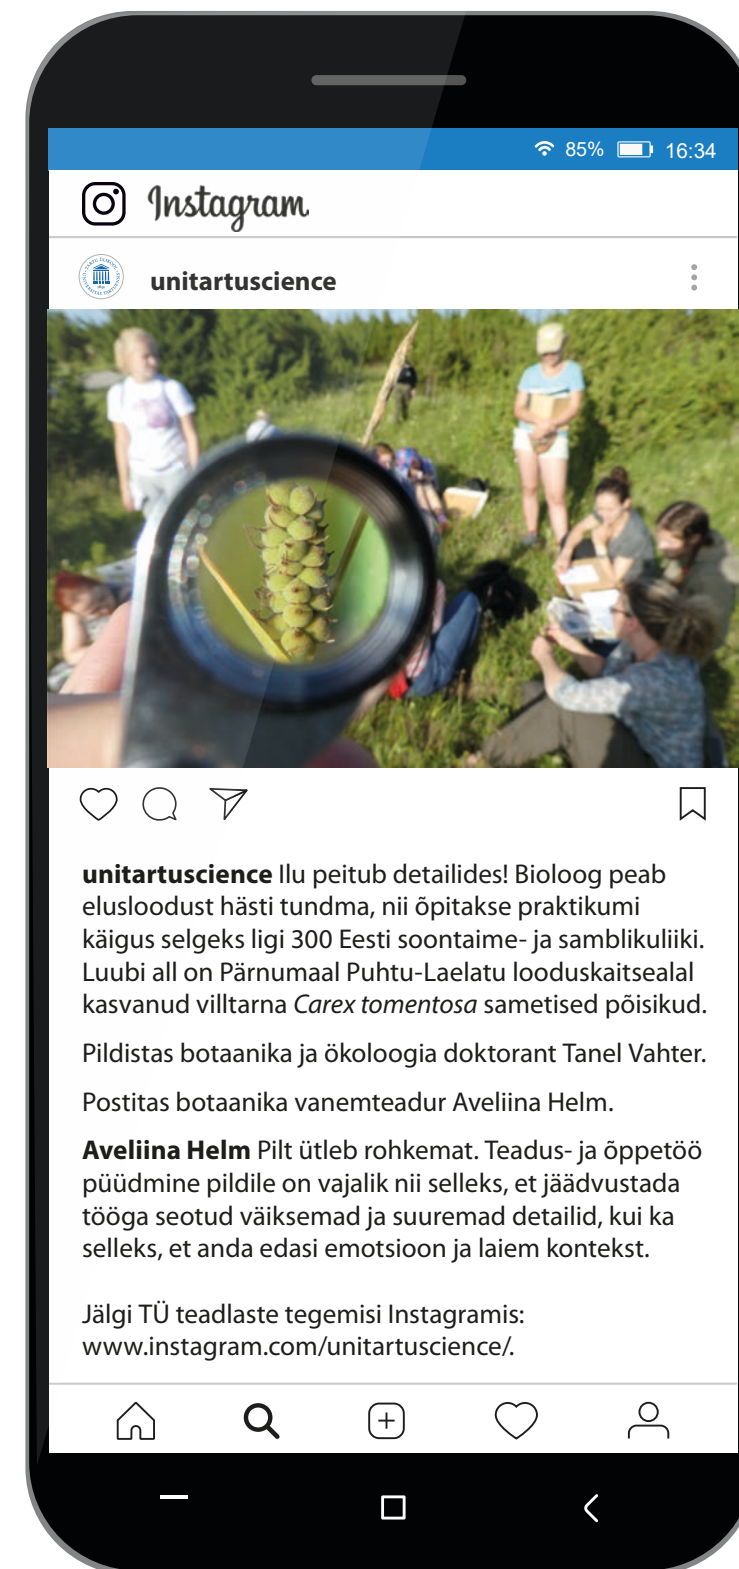 85% 16:34
Instagram
unitartuscience
unitartuscience Ilu peitub detailides! Bioloog peab
elusloodust hästi tundma, nii õpitakse praktikumi
käigus selgeks ligi 300 Eesti soontaime- ja samblikuliiki.
Luubi all on Pärnumaal Puhtu-Laelatu looduskaitsealal
kasvanud villtarna Carex tomentosa sametised põisikud.
Pildistas botaanika ja ökoloogia doktorant Tanel Vahter.
Postitas botaanika vanemteadur Aveliina Helm.
Aveliina Helm Pilt ütleb rohkemat. Teadus- ja õppetöö
püüdmine pildile on vajalik nii selleks, et jäädvustada
tööga seotud väiksemad ja suuremad detailid, kui ka
selleks, et anda edasi emotsioon ja laiem kontekst.
Jälgi TÜ teadlaste tegemisi Instagramis:
www.instagram.com/unitartuscience/.